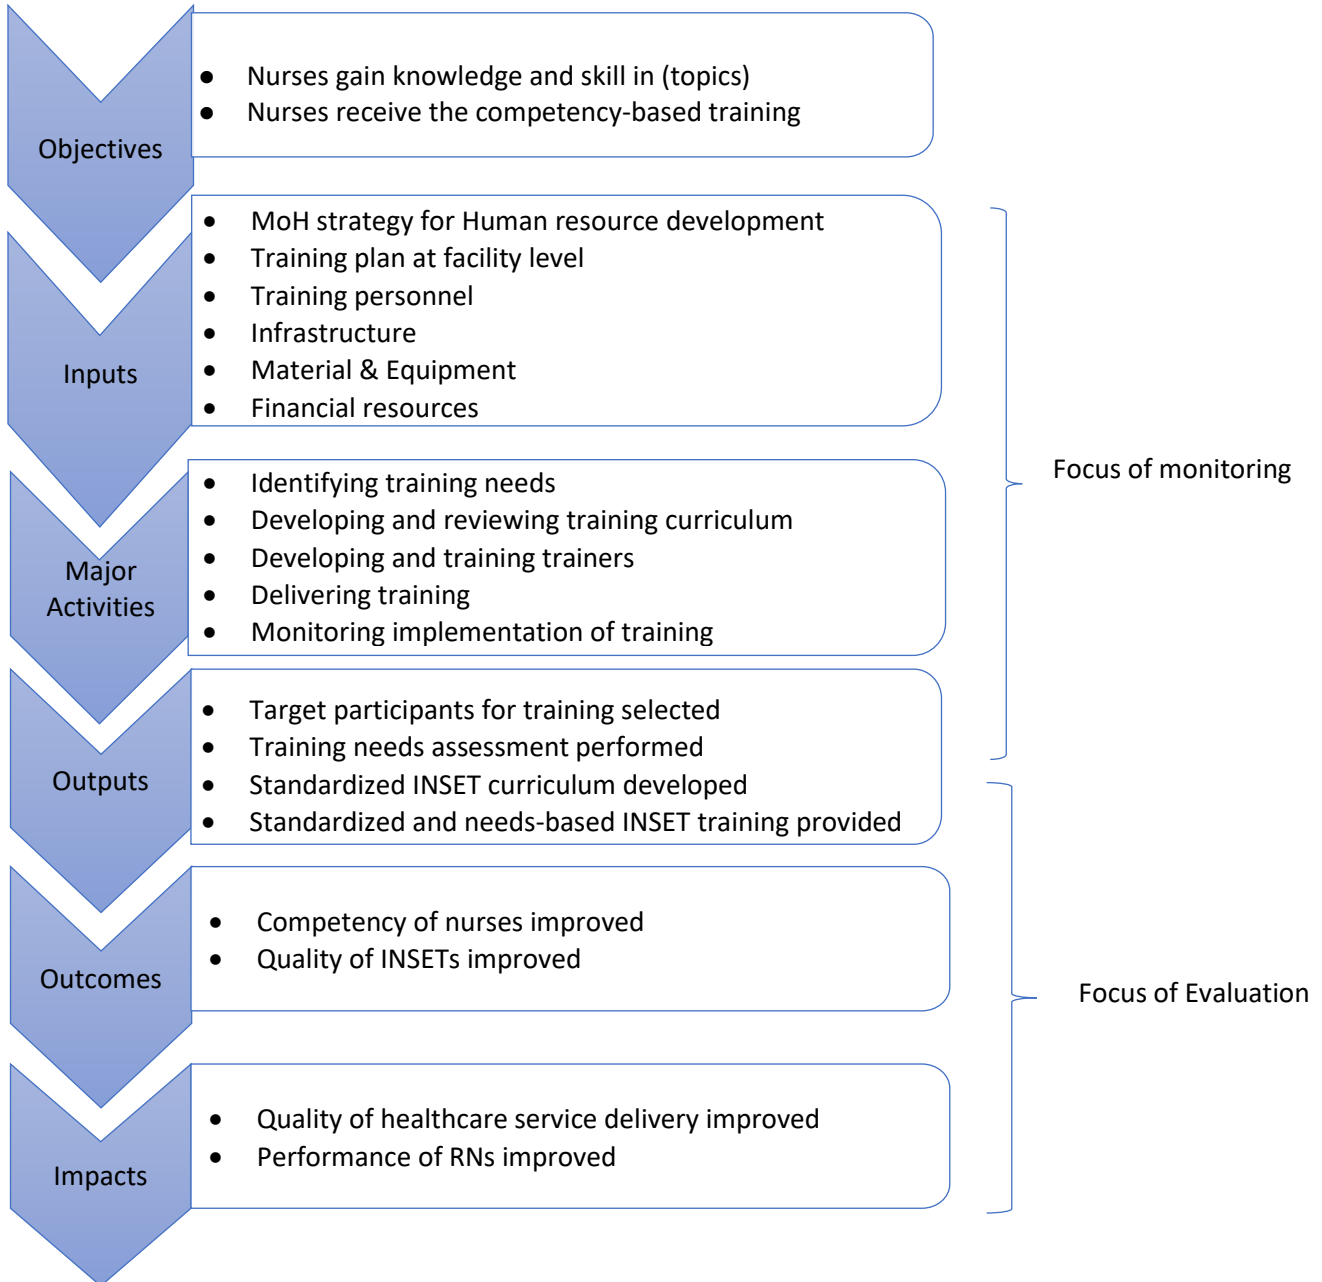 Objectives
● Nurses gain knowledge and skill in (topics)
● Nurses receive the competency-based training
Inputs
● MoH strategy for Human resource development
● Training plan at facility level
● Training personnel
● Infrastructure
● Material & Equipment
● Financial resources
Major
Activities
● Identifying training needs
● Developing and reviewing training curriculum
● Developing and training trainers
● Delivering training
● Monitoring implementation of training
Focus of monitoring
Outputs
● Target participants for training selected
● Training needs assessment performed
● Standardized INSET curriculum developed
● Standardized and needs-based INSET training provided
Outcomes
● Competency of nurses improved
● Quality of INSETs improved
Focus of Evaluation
Impacts
● Quality of healthcare service delivery improved
● Performance of RNs improved